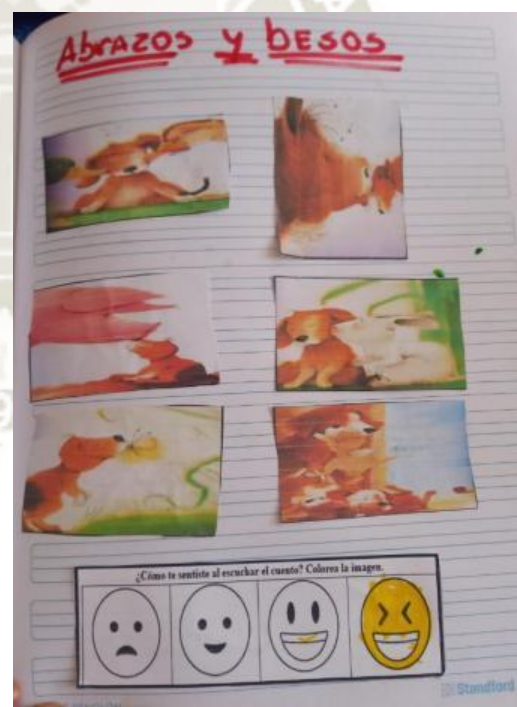 AbrAzOs y bESOS
¿Cómo te sentiste al escuchar el cuento? Colorea la imagen.
Standford